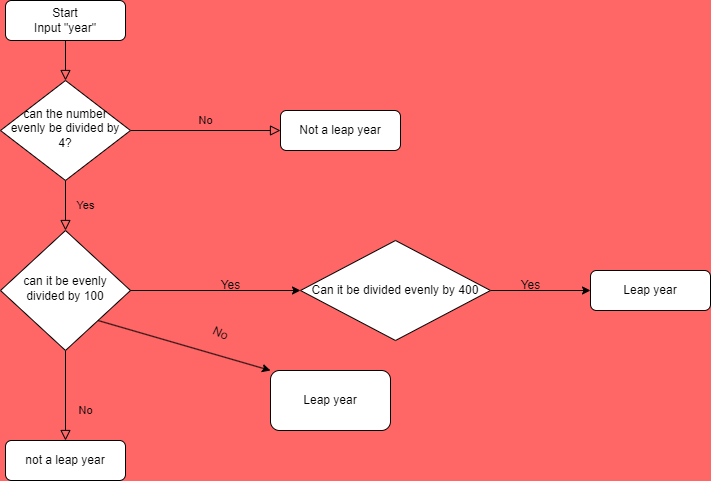 Start
Input "year"
can the number
evenly be divided by
4?
No
Not a leap year
Yes
can it be evenly
divided by 100
Yes
Can it be divided evenly by 400
Yes
Leap year
No
Leap year
No
not a leap year